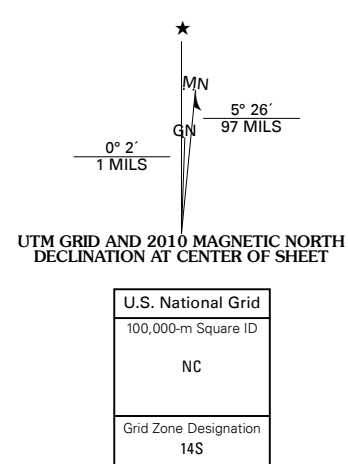 ★
MN
GN
5° 26´
97 MILS
0° 2´
1 MILS
UTM GRID AND 2010 MAGNETIC NORTH
DECLINATION AT CENTER OF SHEET
U.S. National Grid
100,000-m Square ID
NC
Grid Zone Designation
14S